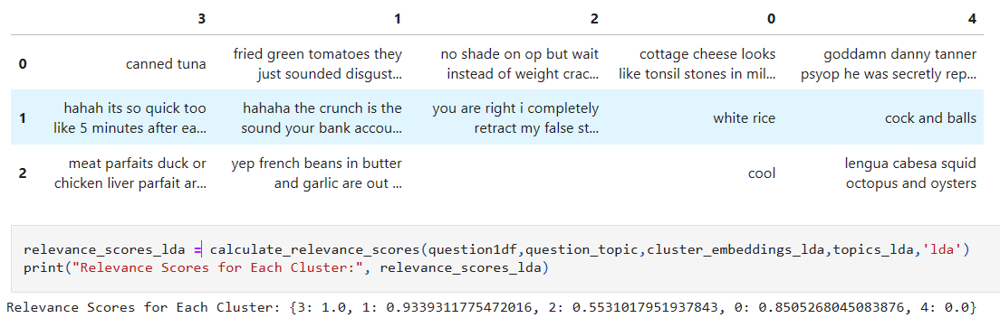 3 1 2 0 4
0 canned tuna fried green tomatoes they just sounded disgust... no shade on op but wait instead of weight crac... cottage cheese looks like tonsil stones in mil... goddamn danny tanner psyop he was secretly rep...
1 hahah its so quick too like 5 minutes after ea... hahaha the crunch is the sound your bank accou... you are right i completely retract my false st... white rice cock and balls
2 meat parfaits duck or chicken liver parfait ar... yep french beans in butter and garlic are out ... cool lengua cabesa squid octopus and oysters
relevance_scores_lda = calculate_relevance_scores(question1df,question_topic,cluster_embeddings_lda,topics_lda,'lda')
print("Relevance Scores for Each Cluster:", relevance_scores_lda)
Relevance Scores for Each Cluster: {3: 1.0, 1: 0.9339311775472016, 2: 0.5531017951937843, 0: 0.8505268045083876, 4: 0.0}